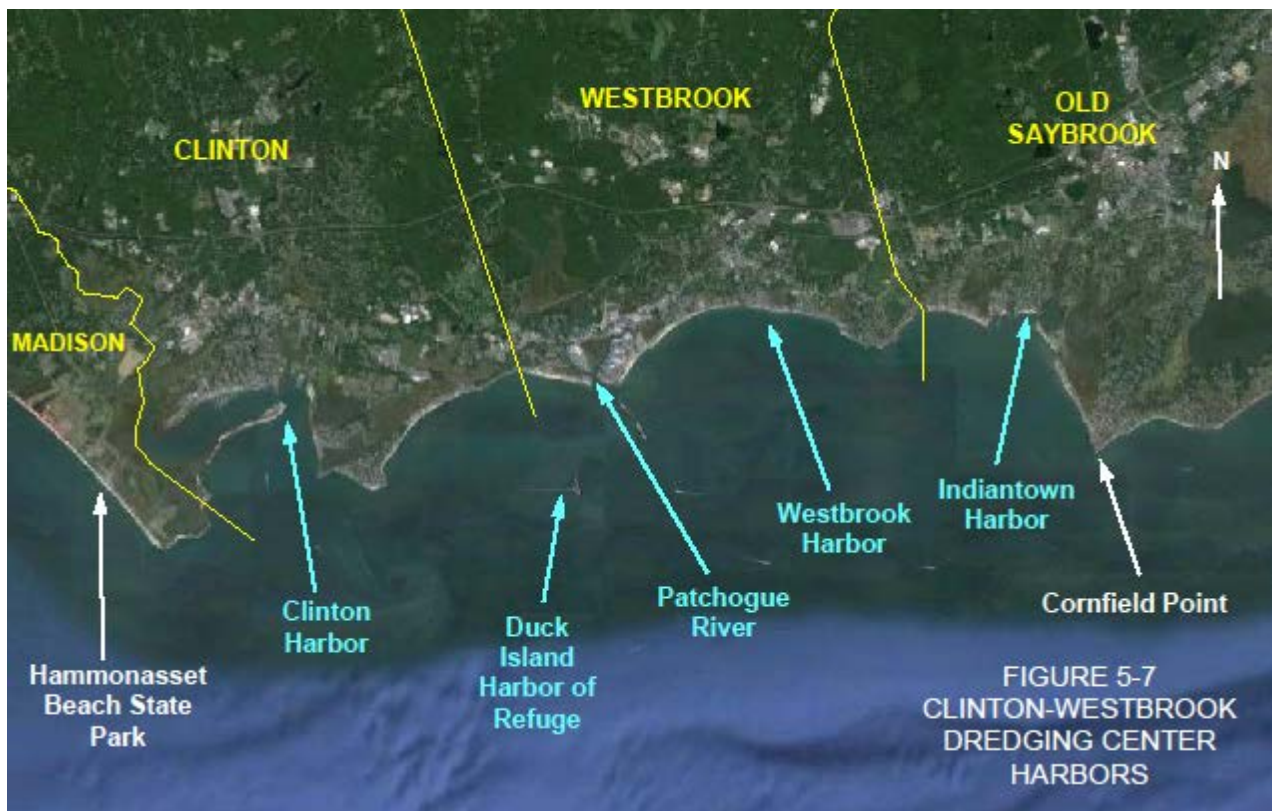 WESTBROOK
OLD
SAYBROOK
CLINTON
N
MADISON
Hammonasset
Beach State
Park
Clinton
Harbor
Duck
Island
Harbor of
Refuge
Patchogue
River
Westbrook
Harbor
Indiantown
Harbor
Cornfield Point
FIGURE 5-7
CLINTON-WESTBROOK
DREDGING CENTER
HARBORS